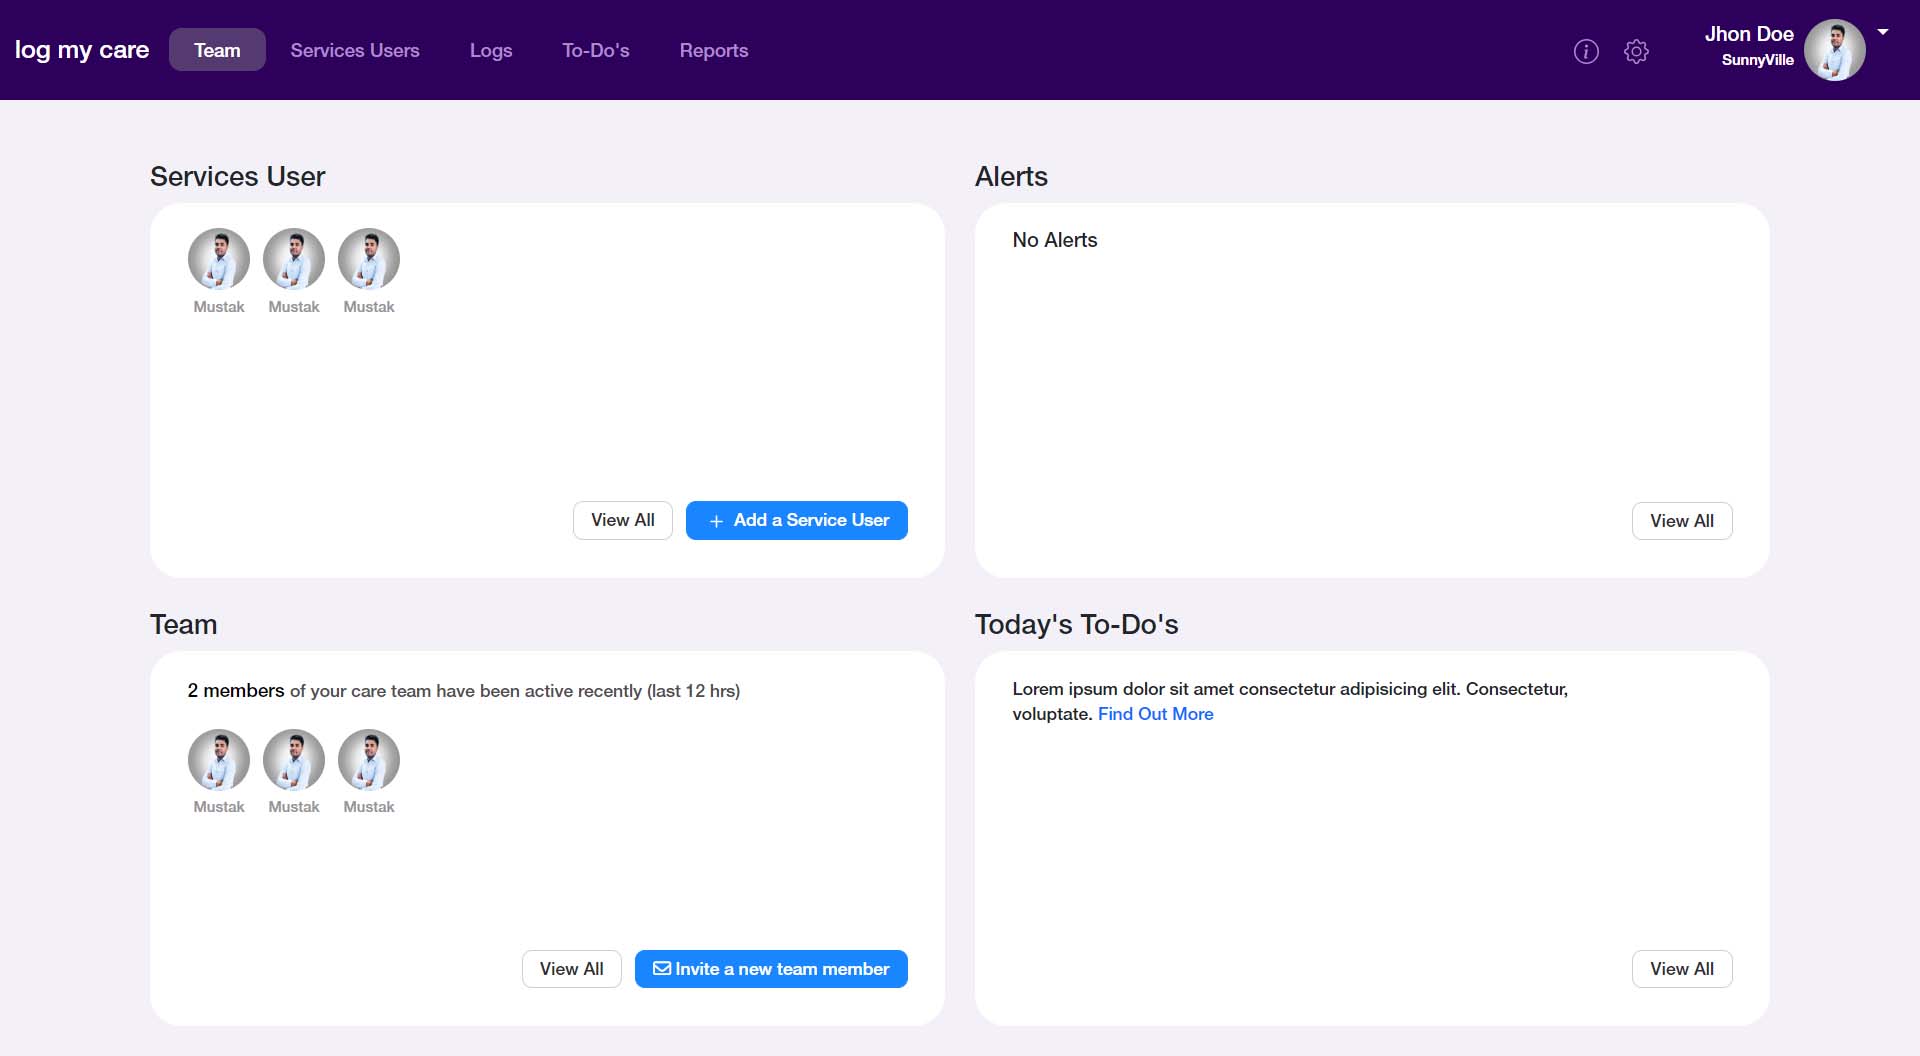 log my care
Team
Services Users
Logs
To-Do's
Reports
Jhon Doe
SunnyVille
Services User
Mustak
Mustak
Mustak
View All
Add a Service User
Alerts
No Alerts
View All
Team
2 members of your care team have been active recently (last 12 hrs)
Mustak
Mustak
Mustak
View All
Invite a new team member
Today's To-Do's
Lorem ipsum dolor sit amet consectetur adipisicing elit. Consectetur,
voluptate. Find Out More
View All